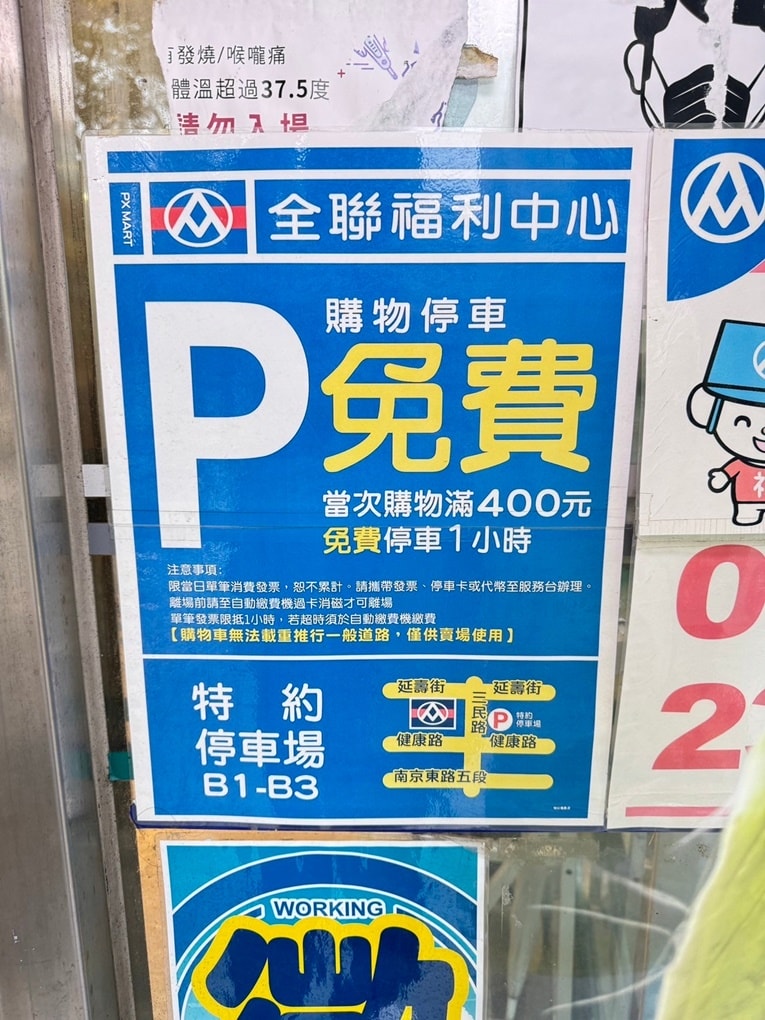 有發燒/喉嚨痛
體溫超過37.5度
請勿入場
PX MART
全聯福利中心
P
購物停車
免費
當次購物滿400元
免費停車1小時
注意事項:
限當日單筆消費發票，恕不累計。請攜帶發票、停車卡或代幣至服務台辦理。
離場前請至自動繳費機過卡消磁才可離場
單筆發票限抵1小時，若超時須於自動繳費機繳費
【購物車無法載重推行一般道路，僅供賣場使用】
特約
停車場
B1-B3
延壽街
延壽街
三民路
P
特約
停車場
健康路
健康路
南京東路五段
0
23
WORKING